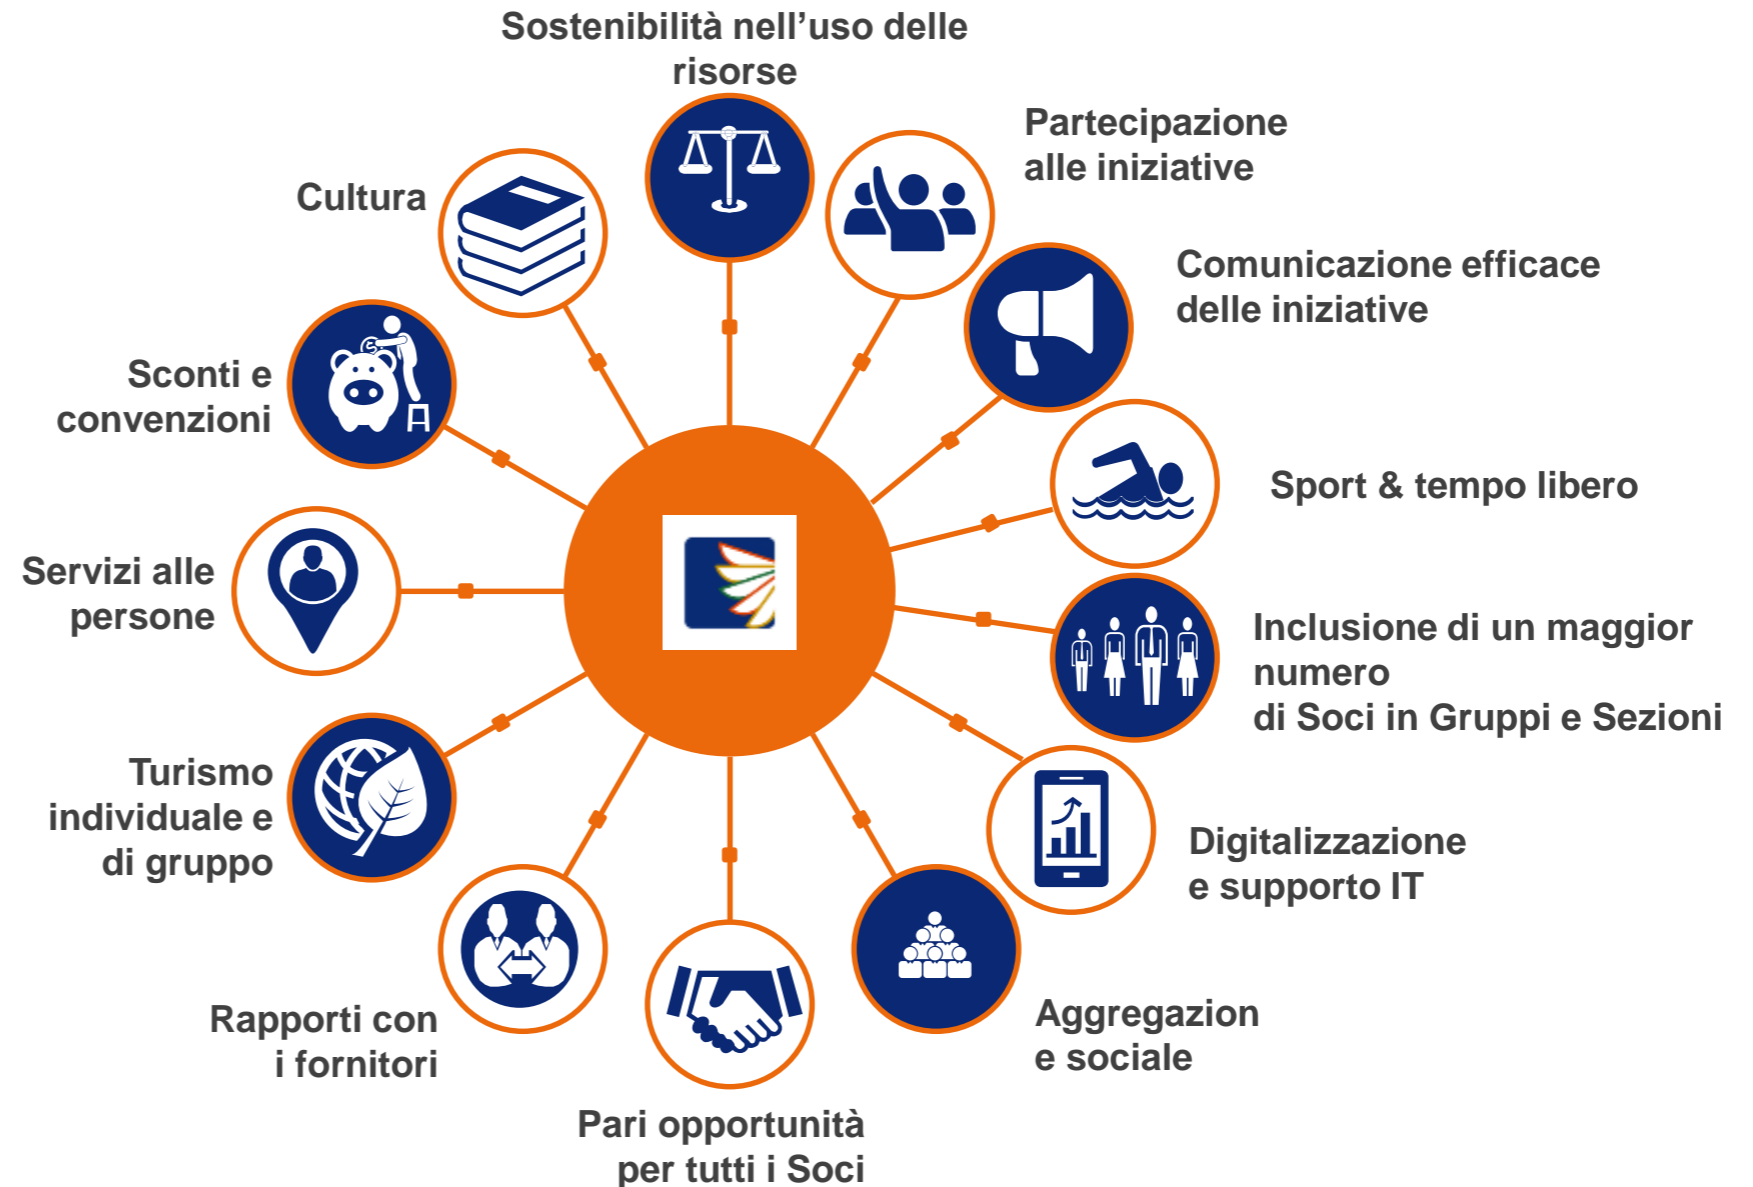 Sostenibilità nell’uso delle
risorse
Partecipazione
alle iniziative
Cultura
Comunicazione efficace
delle iniziative
Sconti e
convenzioni
Sport & tempo libero
Servizi alle
persone
Inclusione di un maggior
numero
di Soci in Gruppi e Sezioni
Turismo
individuale e
di gruppo
Digitalizzazione
e supporto IT
Rapporti con
i fornitori
Aggregazion
e sociale
Pari opportunità
per tutti i Soci